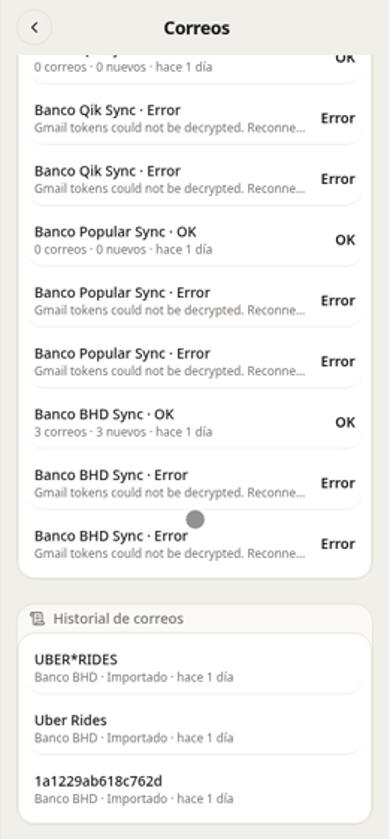 Correos
0 correos · 0 nuevos · hace 1 día
OK
Banco Qik Sync · Error
Gmail tokens could not be decrypted. Reconne...
Error
Banco Qik Sync · Error
Gmail tokens could not be decrypted. Reconne...
Error
Banco Popular Sync · OK
0 correos · 0 nuevos · hace 1 día
OK
Banco Popular Sync · Error
Gmail tokens could not be decrypted. Reconne...
Error
Banco Popular Sync · Error
Gmail tokens could not be decrypted. Reconne...
Error
Banco BHD Sync · OK
3 correos · 3 nuevos · hace 1 día
OK
Banco BHD Sync · Error
Gmail tokens could not be decrypted. Reconne...
Error
Banco BHD Sync · Error
Gmail tokens could not be decrypted. Reconne...
Error
Historial de correos
UBER*RIDES
Banco BHD · Importado · hace 1 día
Uber Rides
Banco BHD · Importado · hace 1 día
1a1229ab618c762d
Banco BHD · Importado · hace 1 día